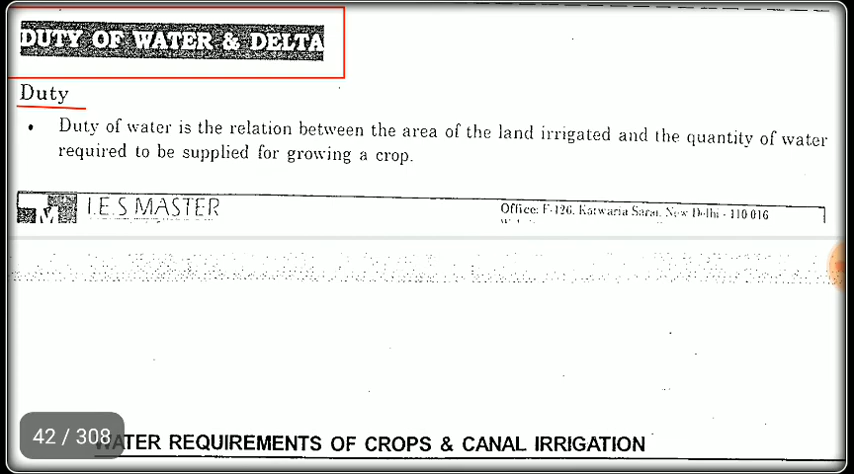 DUTY OF WATER & DELTA
Duty
• Duty of water is the relation between the area of the land irrigated and the quantity of water
required to be supplied for growing a crop.
I.E.S MASTER
Office: F-126, Katwaria Sarai, New Delhi - 110 016
42 / 308
WATER REQUIREMENTS OF CROPS & CANAL IRRIGATION